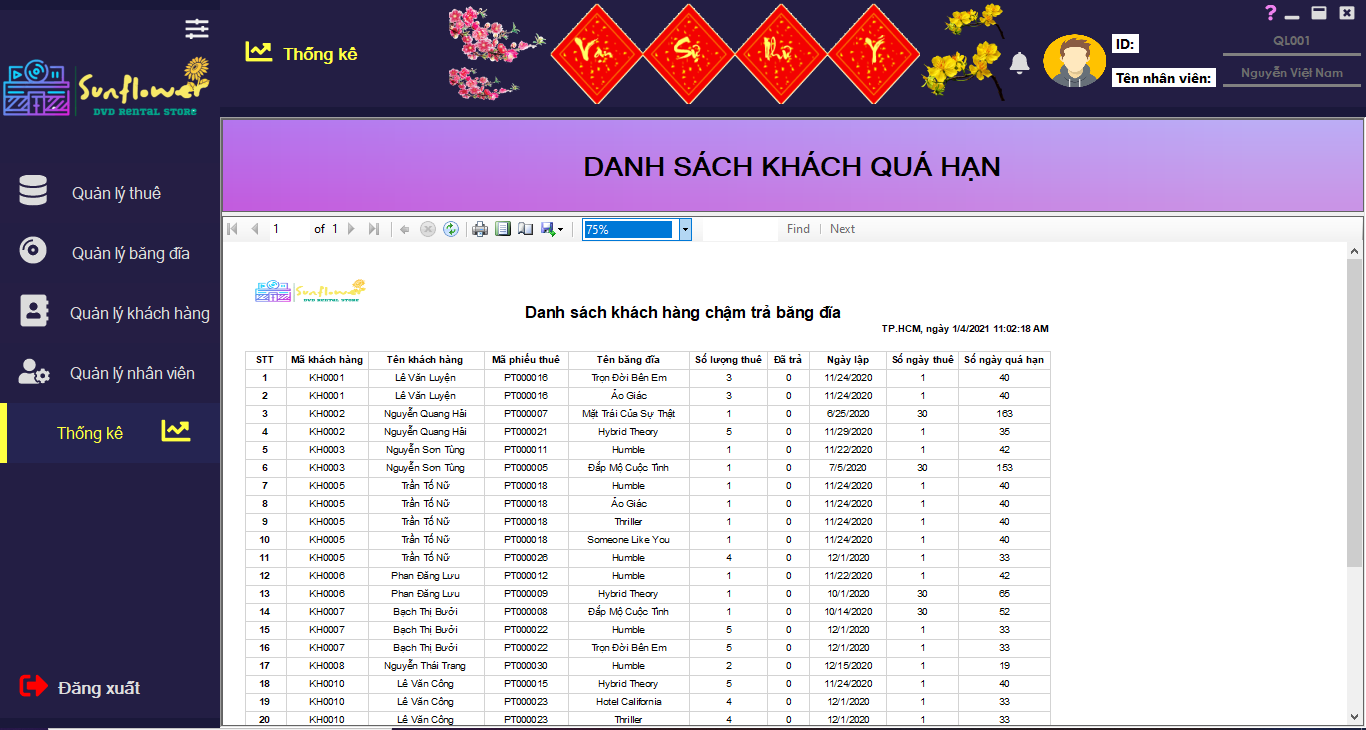 Thống kê
Vạn Sự Như Ý
?
ID:
QL001
Tên nhân viên:
Nguyễn Việt Nam
Sunflower
DVD RENTAL STORE
Quản lý thuê
Quản lý băng đĩa
Quản lý khách hàng
Quản lý nhân viên
Thống kê
Đăng xuất
DANH SÁCH KHÁCH QUÁ HẠN
1 of 1 75% Find | Next
Sunflower
DVD RENTAL STORE
Danh sách khách hàng chậm trả băng đĩa
TP.HCM, ngày 1/4/2021 11:02:18 AM
STT Mã khách hàng Tên khách hàng Mã phiếu thuê Tên băng đĩa Số lượng thuê Đã trả Ngày lập Số ngày thuê Số ngày quá hạn
1 KH0001 Lê Văn Luyện PT000016 Trọn Đời Bên Em 3 0 11/24/2020 1 40
2 KH0001 Lê Văn Luyện PT000016 Ảo Giác 3 0 11/24/2020 1 40
3 KH0002 Nguyễn Quang Hải PT000007 Mặt Trái Của Sự Thật 1 0 6/25/2020 30 163
4 KH0002 Nguyễn Quang Hải PT000021 Hybrid Theory 5 0 11/29/2020 1 35
5 KH0003 Nguyễn Sơn Tùng PT000011 Humble 1 0 11/22/2020 1 42
6 KH0003 Nguyễn Sơn Tùng PT000005 Đắp Mộ Cuộc Tình 1 0 7/5/2020 30 153
7 KH0005 Trần Tố Nữ PT000018 Humble 1 0 11/24/2020 1 40
8 KH0005 Trần Tố Nữ PT000018 Ảo Giác 1 0 11/24/2020 1 40
9 KH0005 Trần Tố Nữ PT000018 Thriller 1 0 11/24/2020 1 40
10 KH0005 Trần Tố Nữ PT000018 Someone Like You 1 0 11/24/2020 1 40
11 KH0005 Trần Tố Nữ PT000026 Humble 4 0 12/1/2020 1 33
12 KH0006 Phan Đăng Lưu PT000012 Humble 1 0 11/22/2020 1 42
13 KH0006 Phan Đăng Lưu PT000009 Hybrid Theory 1 0 10/1/2020 30 65
14 KH0007 Bạch Thị Bưởi PT000008 Đắp Mộ Cuộc Tình 1 0 10/14/2020 30 52
15 KH0007 Bạch Thị Bưởi PT000022 Humble 5 0 12/1/2020 1 33
16 KH0007 Bạch Thị Bưởi PT000022 Trọn Đời Bên Em 5 0 12/1/2020 1 33
17 KH0008 Nguyễn Thái Trang PT000030 Humble 2 0 12/15/2020 1 19
18 KH0010 Lê Văn Công PT000015 Hybrid Theory 5 0 11/24/2020 1 40
19 KH0010 Lê Văn Công PT000023 Hotel California 4 0 12/1/2020 1 33
20 KH0010 Lê Văn Công PT000023 Thriller 4 0 12/1/2020 1 33